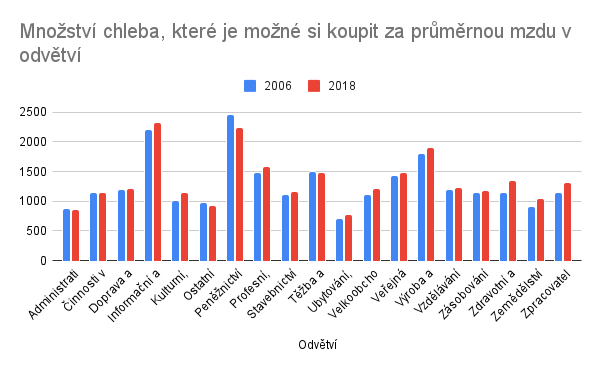 Množství chleba, které je možné si koupit za průměrnou mzdu v
odvětví
2006
2018
2500
2000
1500
1000
500
0
Administrati
Činnosti v
Doprava a
Informační a
Kulturní,
Ostatní
Peněžnictví
Profesní,
Stavebnictví
Těžba a
Ubytování,
Velkoobcho
Veřejná
Výroba a
Vzdělávání
Zásobování
Zdravotní a
Zemědělství
Zpracovatel
Odvětví